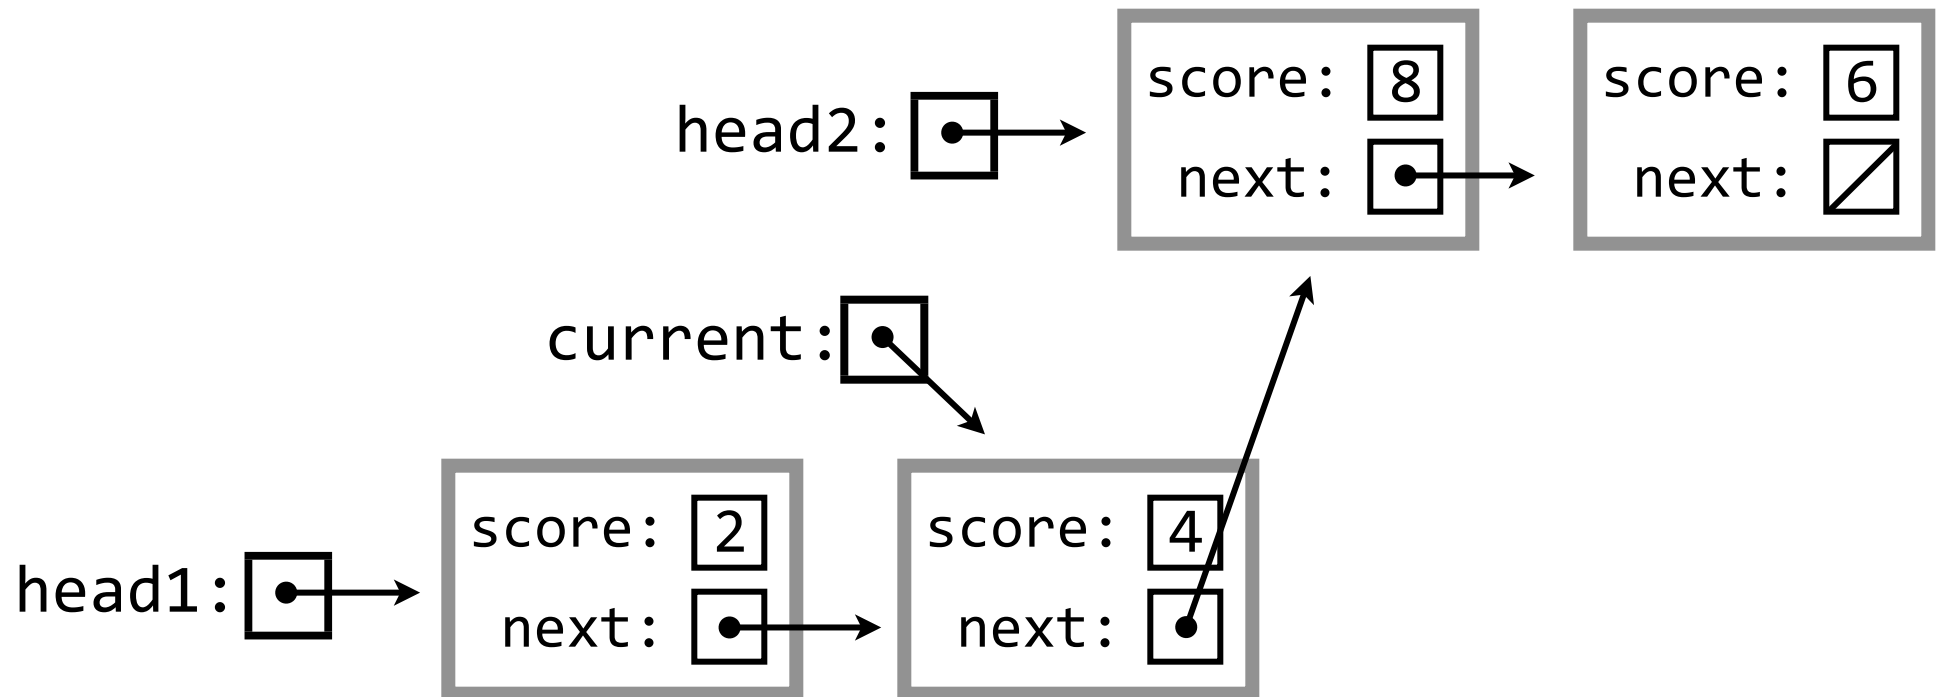 score: 8
next:
score: 6
next:
head2:
current:
score: 2
next:
score: 4
next:
head1: